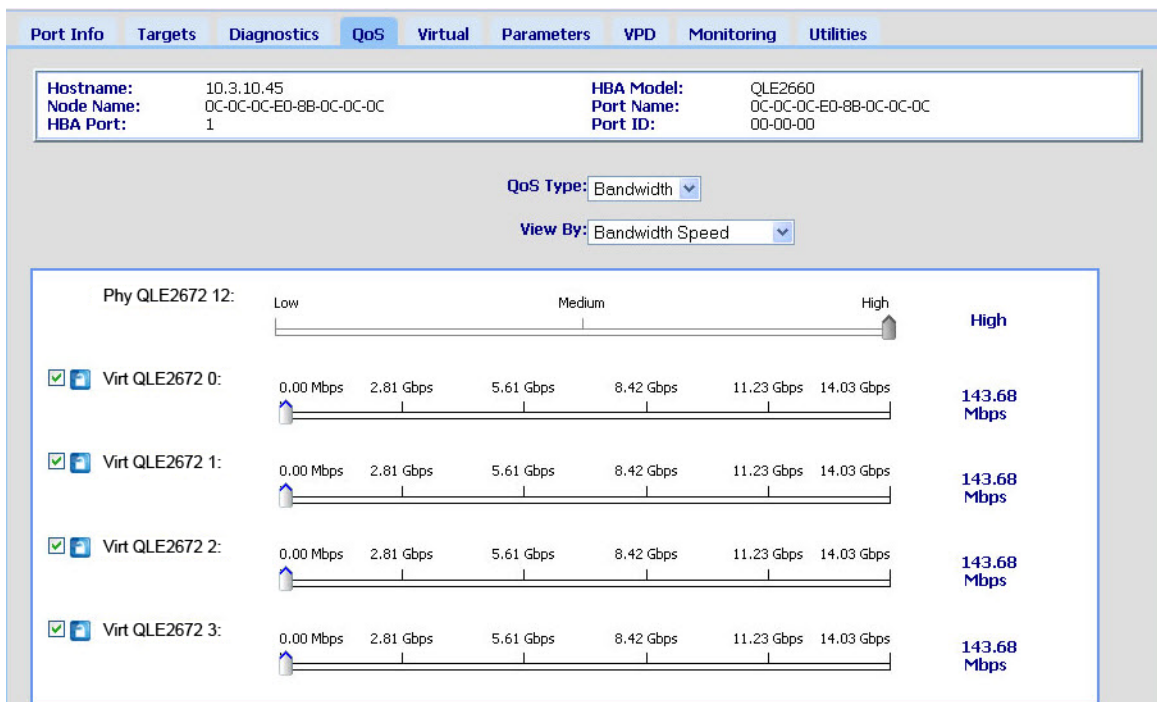 Port Info Targets Diagnostics QoS Virtual Parameters VPD Monitoring Utilities
Hostname: 10.3.10.45 HBA Model: QLE2660
Node Name: 0C-0C-0C-E0-8B-0C-0C-0C Port Name: 0C-0C-0C-E0-8B-0C-0C-0C
HBA Port: 1 Port ID: 00-00-00
QoS Type: Bandwidth
View By: Bandwidth Speed
Phy QLE2672 12: Low Medium High High
Virt QLE2672 0: 0.00 Mbps 2.81 Gbps 5.61 Gbps 8.42 Gbps 11.23 Gbps 14.03 Gbps 143.68
Mbps
Virt QLE2672 1: 0.00 Mbps 2.81 Gbps 5.61 Gbps 8.42 Gbps 11.23 Gbps 14.03 Gbps 143.68
Mbps
Virt QLE2672 2: 0.00 Mbps 2.81 Gbps 5.61 Gbps 8.42 Gbps 11.23 Gbps 14.03 Gbps 143.68
Mbps
Virt QLE2672 3: 0.00 Mbps 2.81 Gbps 5.61 Gbps 8.42 Gbps 11.23 Gbps 14.03 Gbps 143.68
Mbps